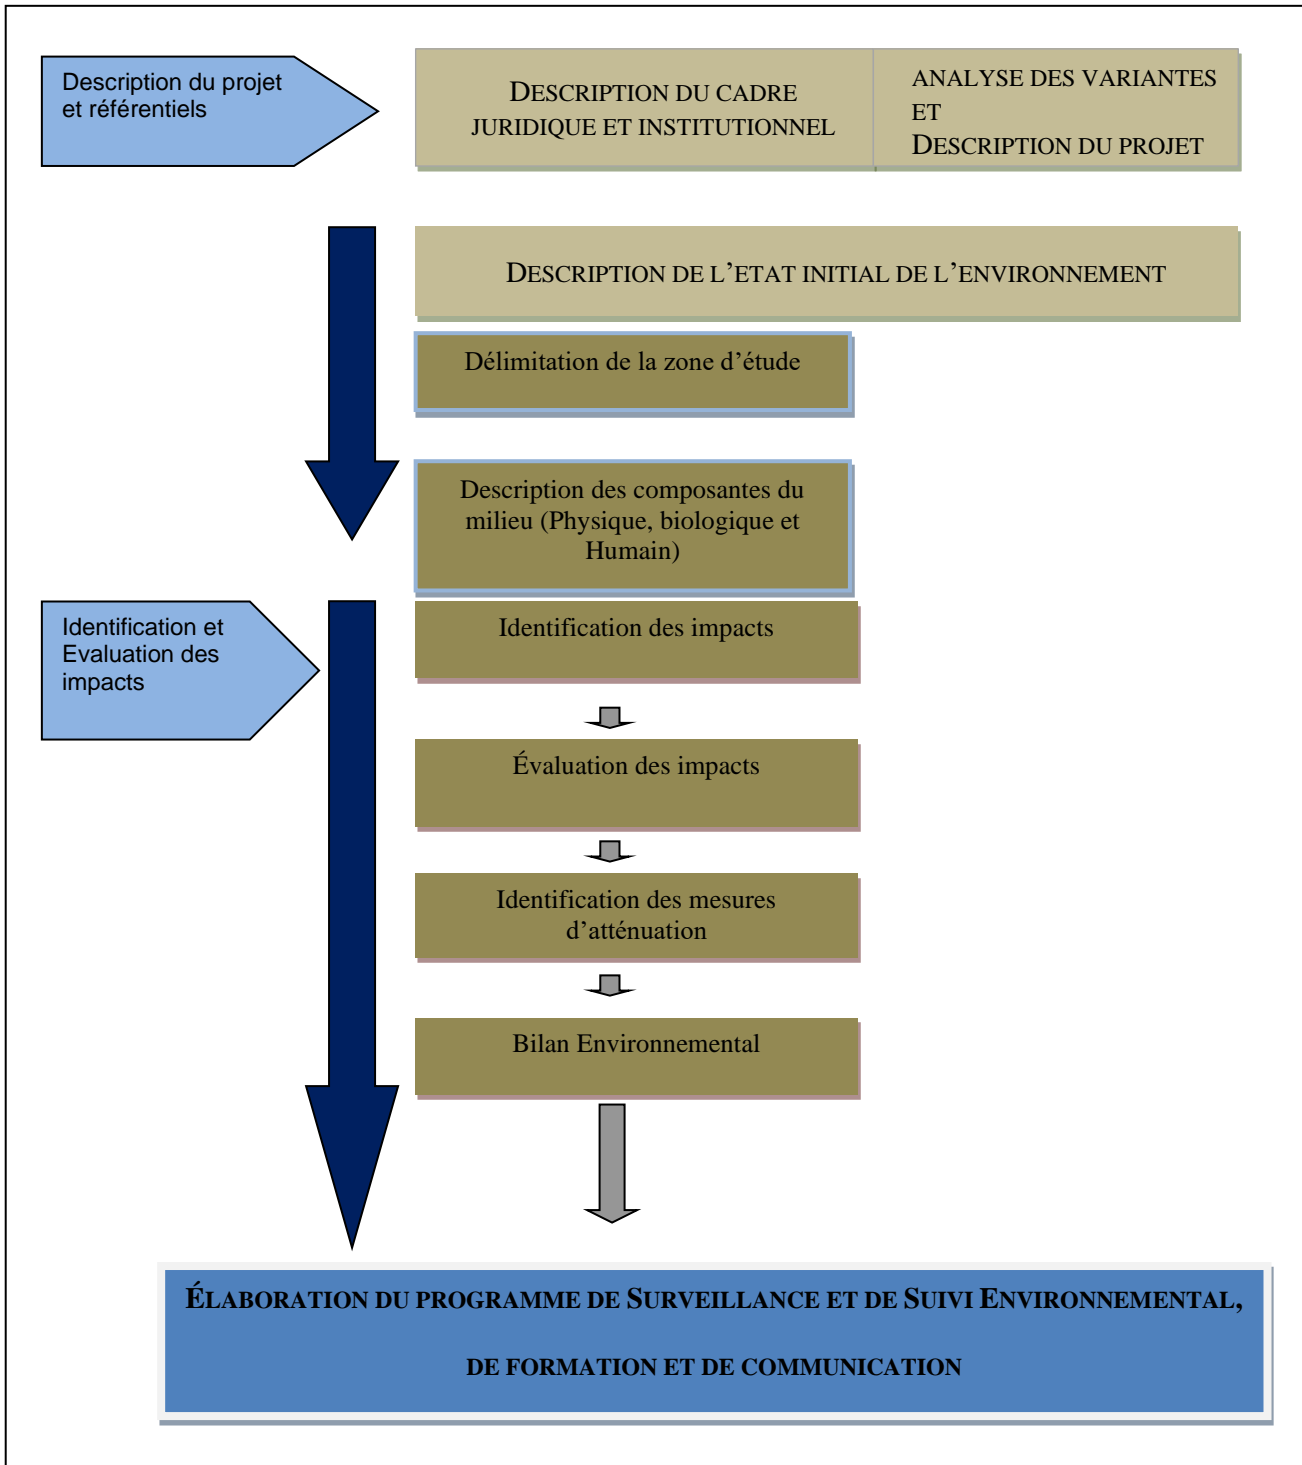 Description du projet
et référentiels
DESCRIPTION DU CADRE
JURIDIQUE ET INSTITUTIONNEL
ANALYSE DES VARIANTES
ET
DESCRIPTION DU PROJET
DESCRIPTION DE L’ETAT INITIAL DE L’ENVIRONNEMENT
Délimitation de la zone d’étude
Description des composantes du
milieu (Physique, biologique et
Humain)
Identification et
Evaluation des
impacts
Identification des impacts
Évaluation des impacts
Identification des mesures
d’atténuation
Bilan Environnemental
ÉLABORATION DU PROGRAMME DE SURVEILLANCE ET DE SUIVI ENVIRONNEMENTAL,
DE FORMATION ET DE COMMUNICATION